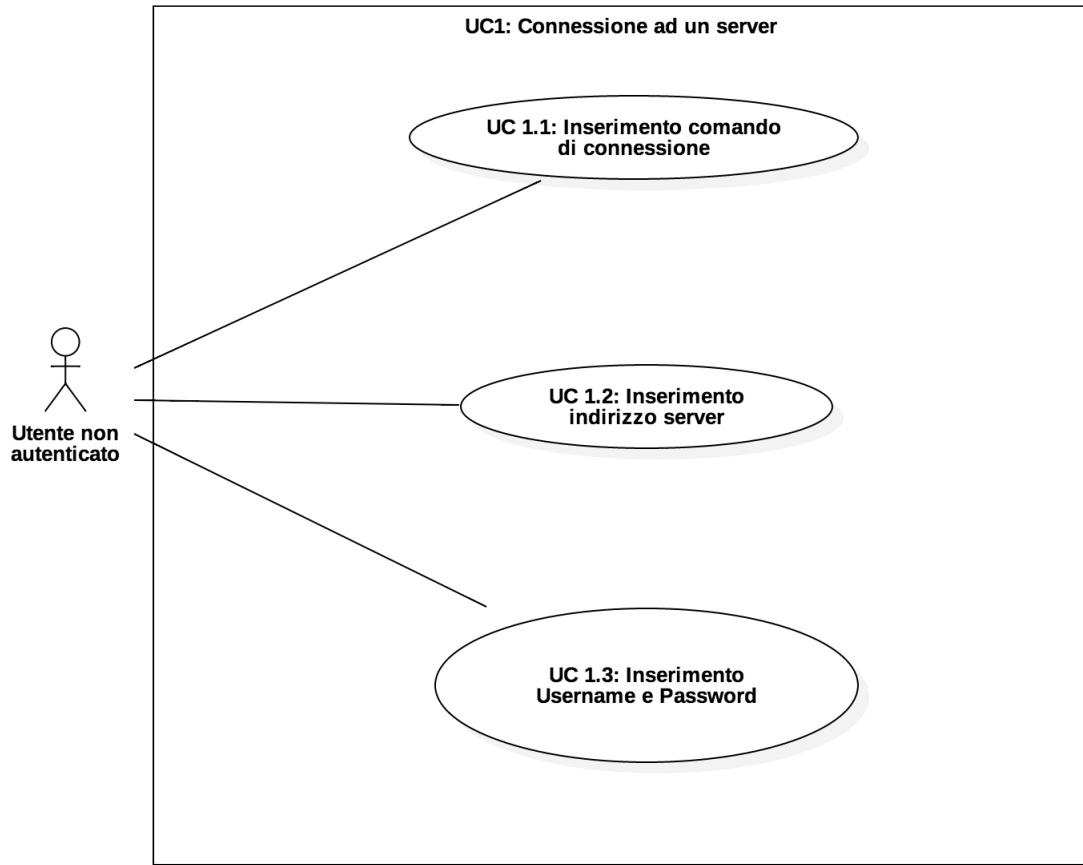 UC1: Connessione ad un server
UC 1.1: Inserimento comando
di connessione
UC 1.2: Inserimento
indirizzo server
Utente non
autenticato
UC 1.3: Inserimento
Username e Password